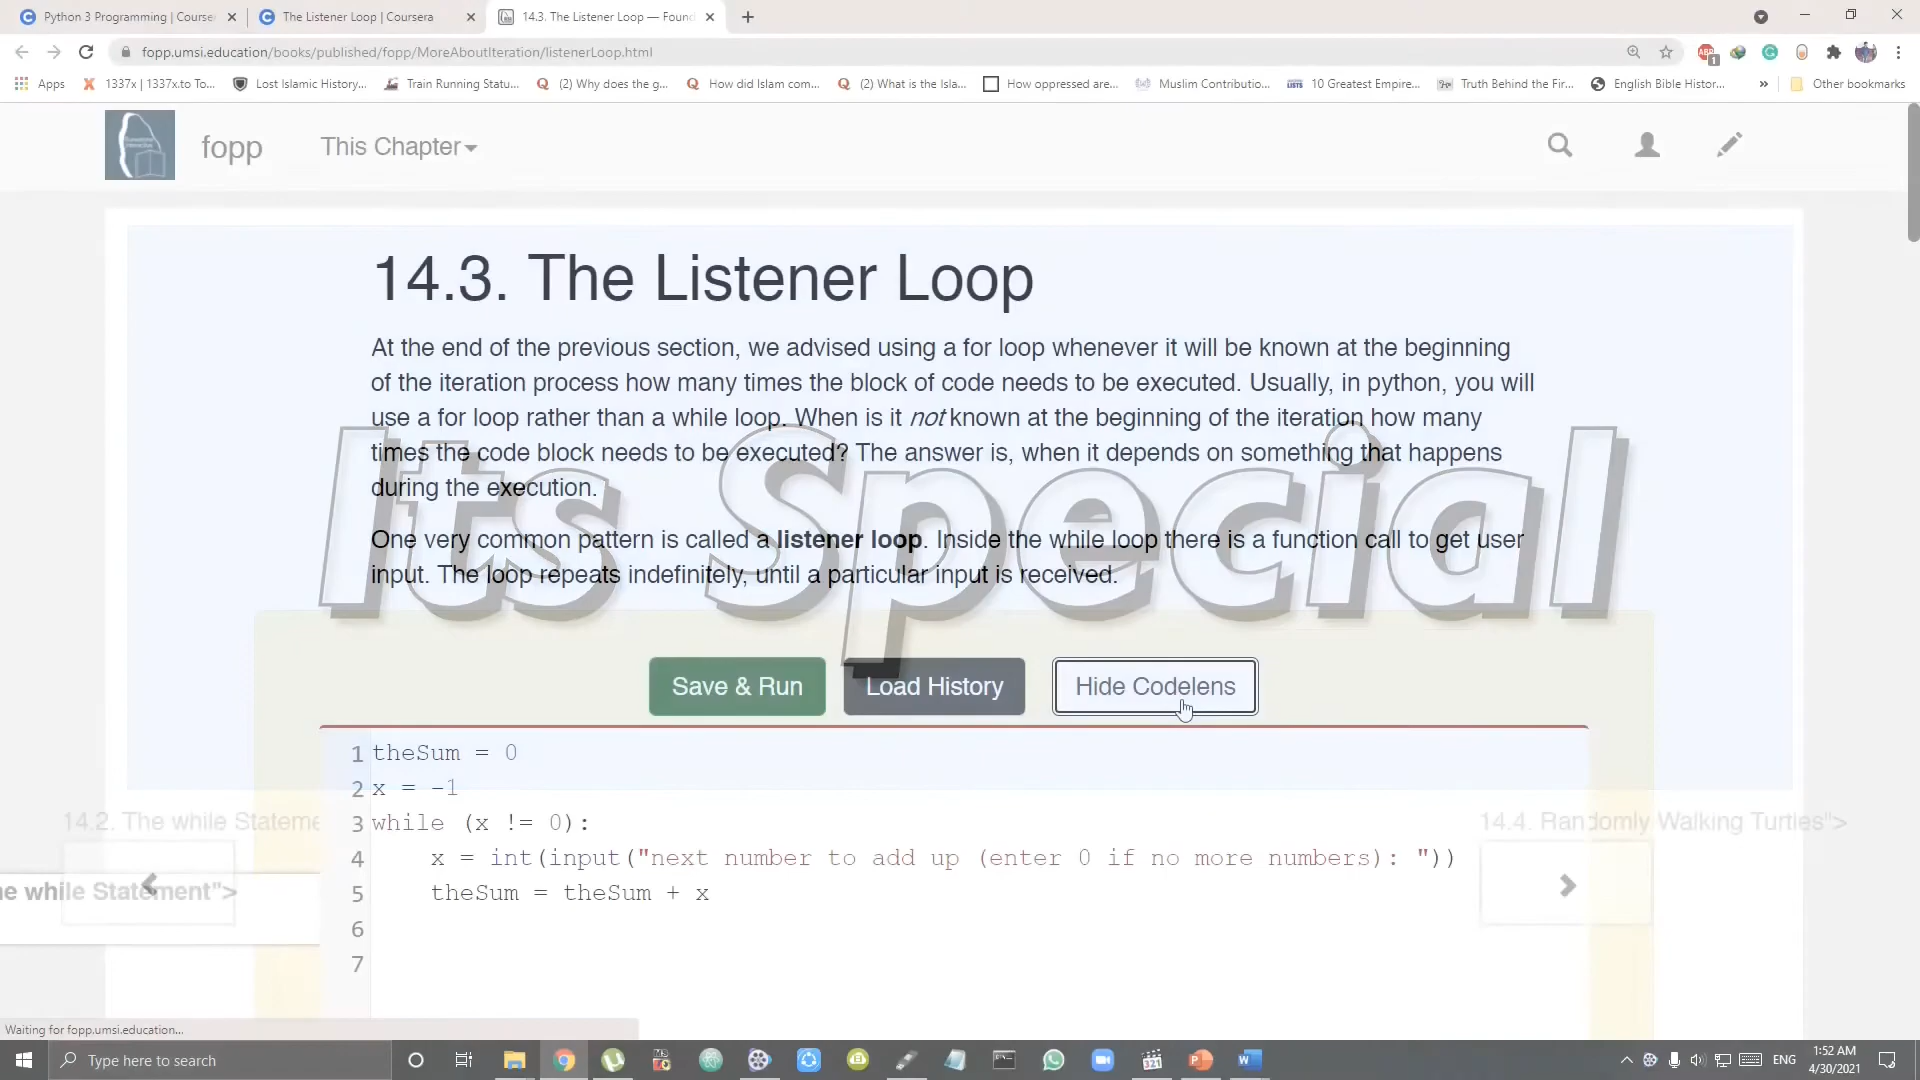 Python 3 Programming | Course
The Listener Loop | Coursera
14.3. The Listener Loop — Foun
fopp.umsi.education/books/published/fopp/MoreAboutIteration/listenerLoop.html
Apps
1337x | 1337x.to To...
Lost Islamic History...
Train Running Statu...
(2) Why does the g...
How did Islam com...
(2) What is the Isla...
How oppressed are...
Muslim Contributio...
10 Greatest Empire...
Truth Behind the Fir...
English Bible Histor...
»
Other bookmarks
fopp
This Chapter
14.3. The Listener Loop
At the end of the previous section, we advised using a for loop whenever it will be known at the beginning
of the iteration process how many times the block of code needs to be executed. Usually, in python, you will
use a for loop rather than a while loop. When is it not known at the beginning of the iteration how many
times the code block needs to be executed? The answer is, when it depends on something that happens
during the execution.
Its Special
One very common pattern is called a listener loop. Inside the while loop there is a function call to get user
input. The loop repeats indefinitely, until a particular input is received.
Save & Run
Load History
Hide Codelens
1 theSum = 0
2 x = -1
3 while (x != 0):
4 x = int(input("next number to add up (enter 0 if no more numbers): "))
5 theSum = theSum + x
6
7
14.2. The while Stateme
he while Statement">
14.4. Randomly Walking Turtles">
Waiting for fopp.umsi.education...
Type here to search
ENG
1:52 AM
4/30/2021